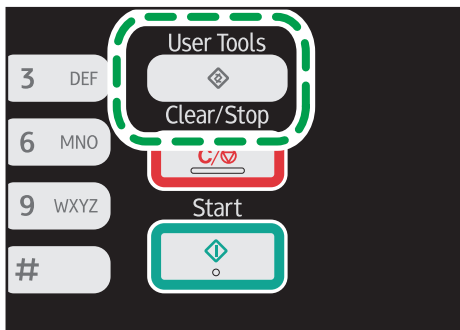 User Tools
3 DEF
Clear/Stop
6 MNO
C/
9 WXYZ
Start
#